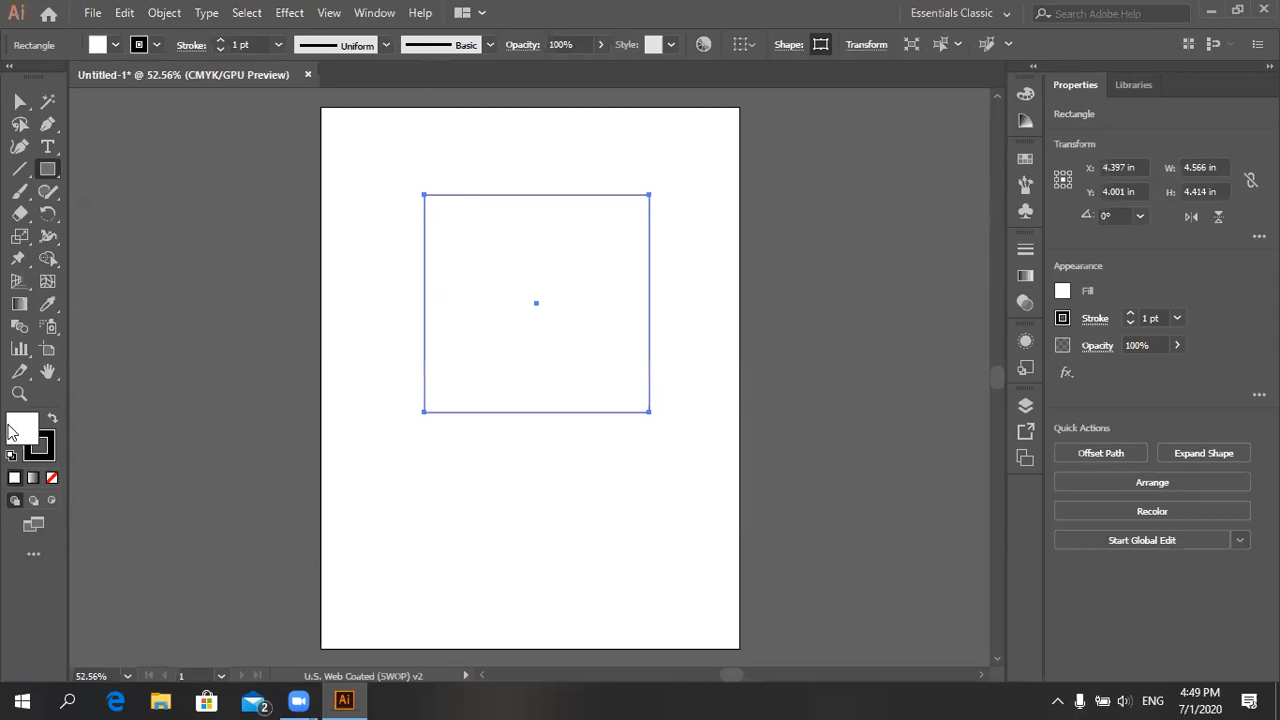 Ai File Edit Object Type Select Effect View Window Help Essentials Classic Search Adobe Help
Rectangle Stroke: 1 pt Uniform Basic Opacity: 100% Style: Shape: Transform
Untitled-1* @ 52.56% (CMYK/GPU Preview)
Properties Libraries
Rectangle
Transform
X: 4.397 in W: 4.566 in
Y: 4.001 in H: 4.414 in
0°
Appearance
Fill
Stroke 1 pt
Opacity 100%
fx.
Quick Actions
Offset Path Expand Shape
Arrange
Recolor
Start Global Edit
52.56% 1 U.S. Web Coated (SWOP) v2
2 Ai ENG 4:49 PM
7/1/2020